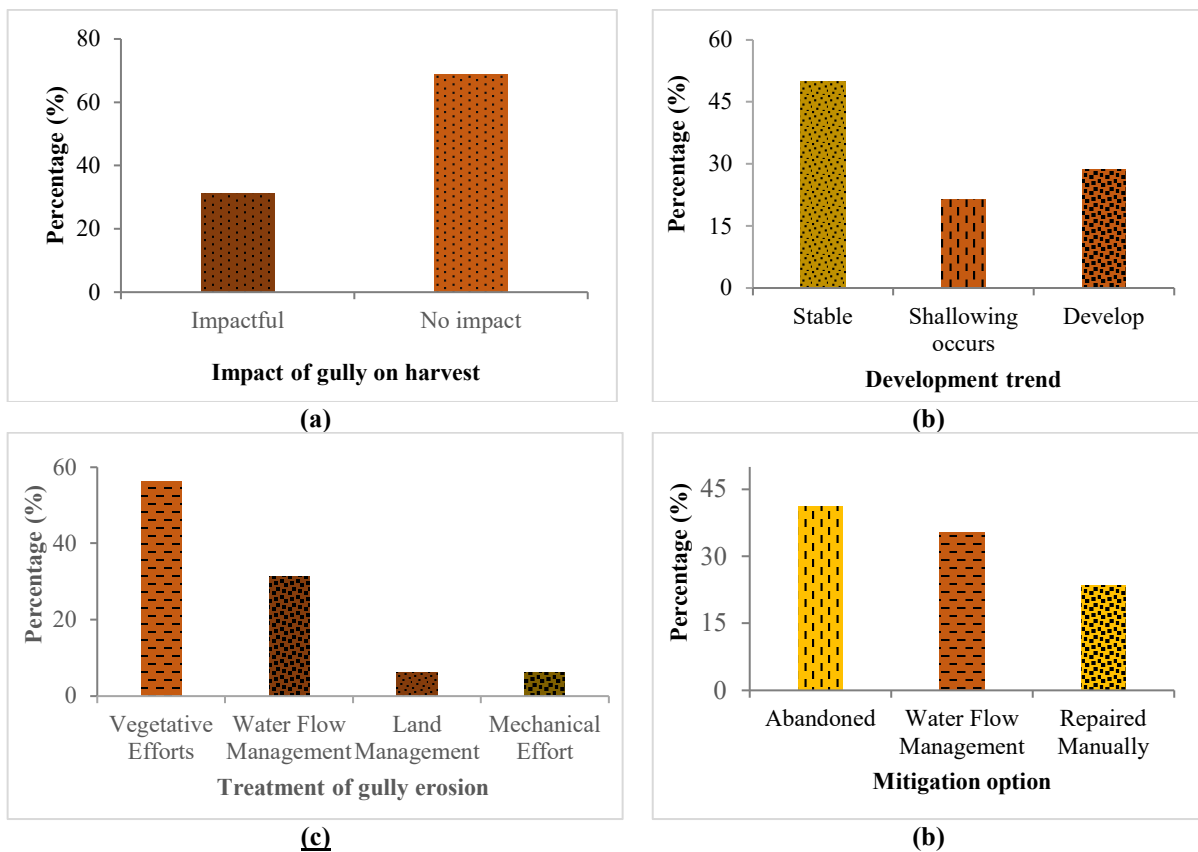 Percentage (%)
80
60
40
20
0
Impactful
No impact
Impact of gully on harvest
(a)
Percentage (%)
60
45
30
15
0
Stable
Shallowing
occurs
Develop
Development trend
(b)
Percentage (%)
60
40
20
0
Vegetative
Efforts
Water Flow
Management
Land
Management
Mechanical
Effort
Treatment of gully erosion
(c)
Percentage (%)
45
30
15
0
Abandoned
Water Flow
Management
Repaired
Manually
Mitigation option
(b)